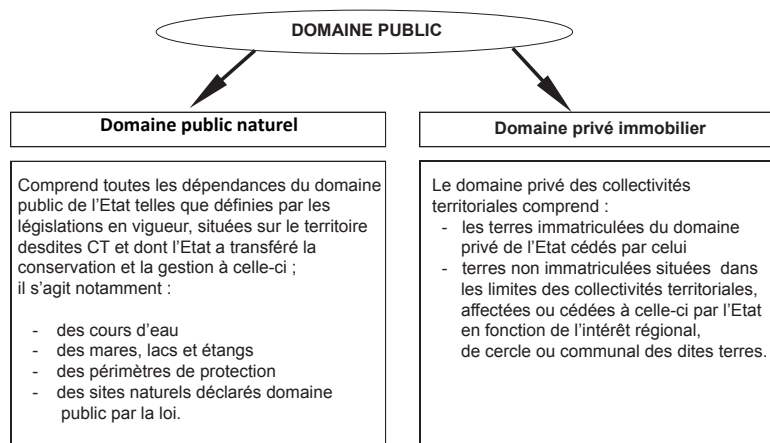 DOMAINE PUBLIC
Domaine public naturel
Comprend toutes les dépendances du domaine
public de l'Etat telles que définies par les
législations en vigueur, situées sur le territoire
desdites CT et dont l'Etat a transféré la
conservation et la gestion à celle-ci ;
il s'agit notamment :
- des cours d'eau
- des mares, lacs et étangs
- des périmètres de protection
- des sites naturels déclarés domaine
public par la loi.
Domaine privé immobilier
Le domaine privé des collectivités
territoriales comprend :
- les terres immatriculées du domaine
privé de l'Etat cédés par celui
- terres non immatriculées situées dans
les limites des collectivités territoriales,
affectées ou cédées à celle-ci par l'Etat
en fonction de l'intérêt régional,
de cercle ou communal des dites terres.